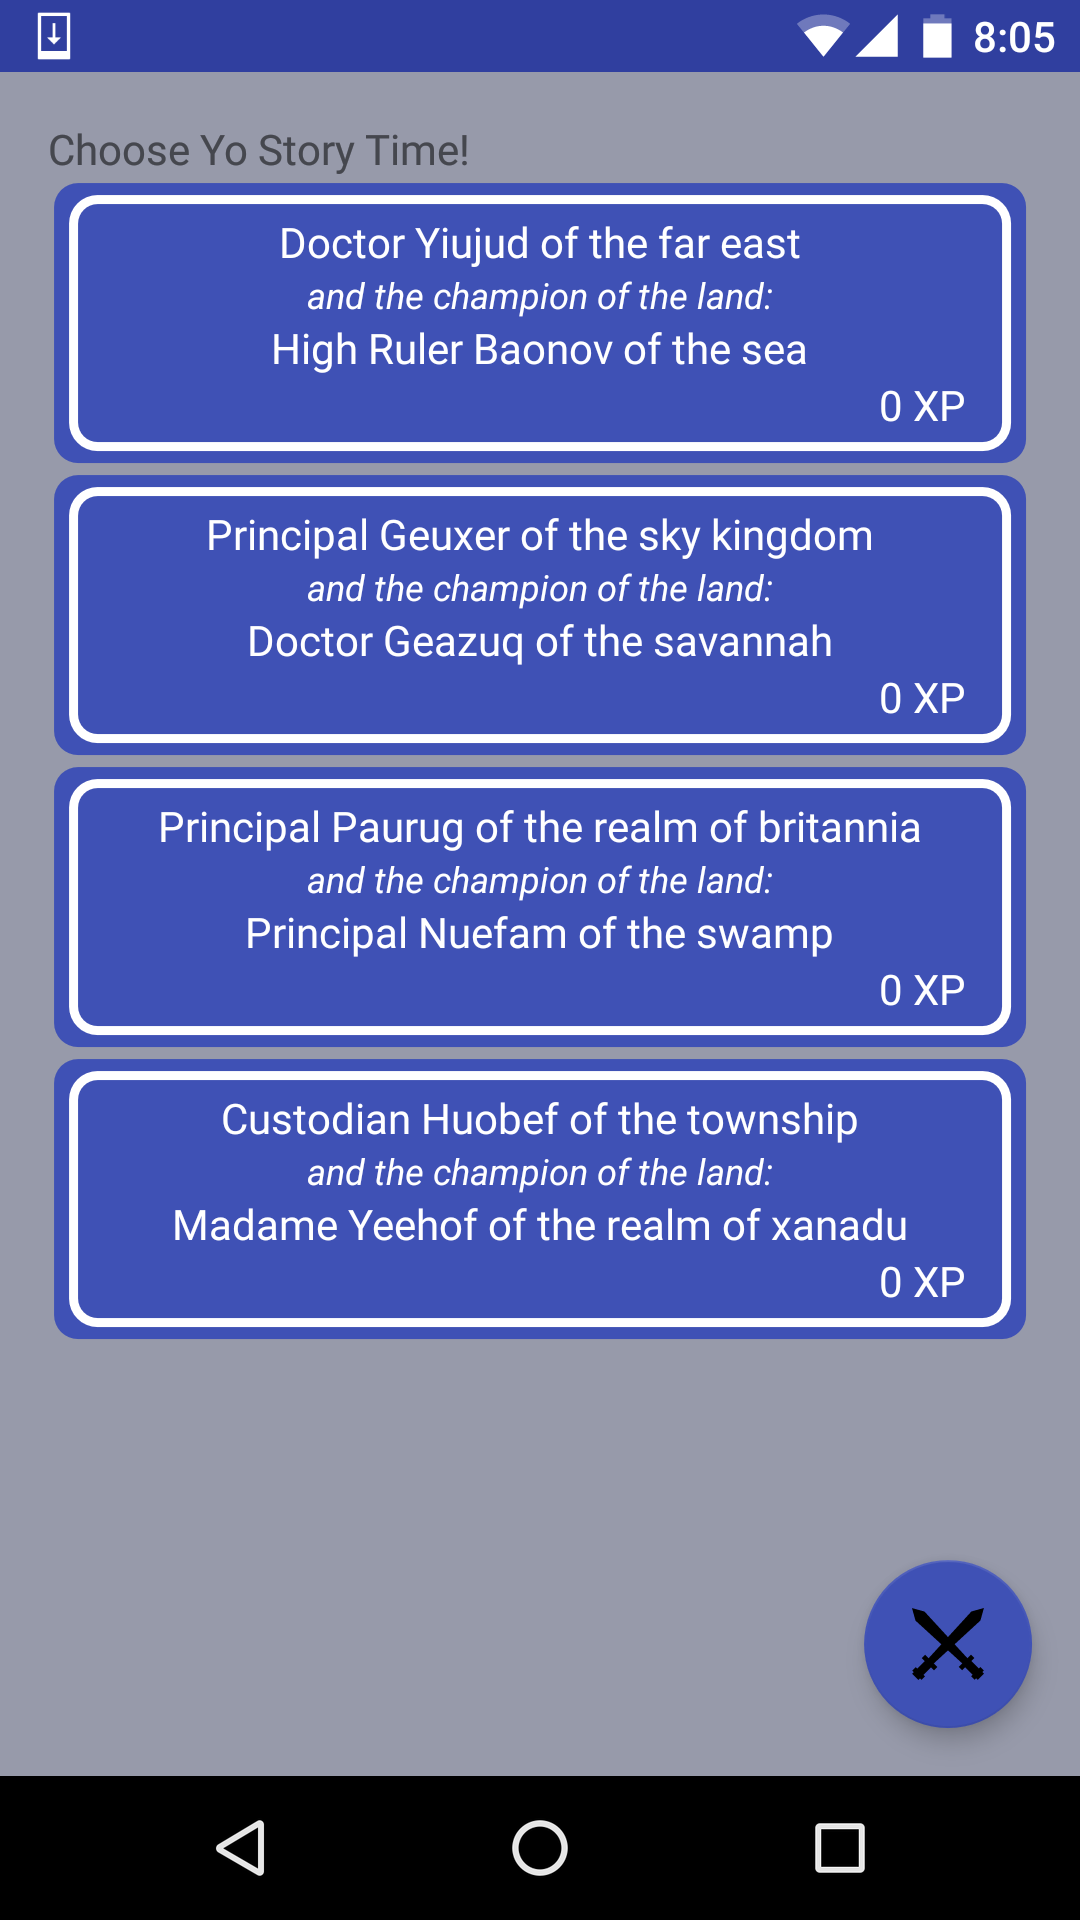 8:05
Choose Yo Story Time!
Doctor Yiujud of the far east
and the champion of the land:
High Ruler Baonov of the sea
0 XP
Principal Geuxer of the sky kingdom
and the champion of the land:
Doctor Geazuq of the savannah
0 XP
Principal Paurug of the realm of britannia
and the champion of the land:
Principal Nuefam of the swamp
0 XP
Custodian Huobef of the township
and the champion of the land:
Madame Yeehof of the realm of xanadu
0 XP